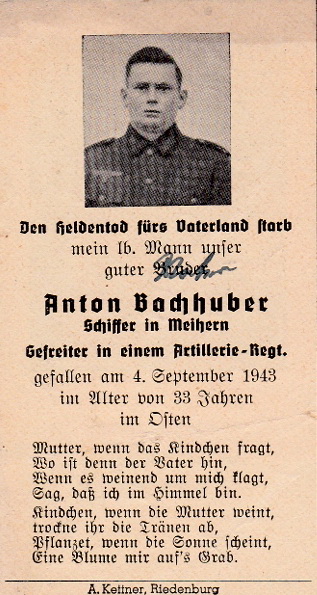 Den Heldentod fürs Vaterland starb
mein lb. Mann unser
guter Bruder
Anton Bachhuber
Schiffer in Meihern
Gefreiter in einem Artillerie-Regt.
gefallen am 4. September 1943
im Alter von 33 Jahren
im Osten
Mutter, wenn das Kindchen fragt,
Wo ist denn der Vater hin,
Wenn es weinend um mich klagt,
Sag, daß ich im Himmel bin.
Kindchen, wenn die Mutter weint,
trockne ihr die Tränen ab,
Pflanzet, wenn die Sonne scheint,
Eine Blume mir auf's Grab.
A. Kettner, Riedenburg